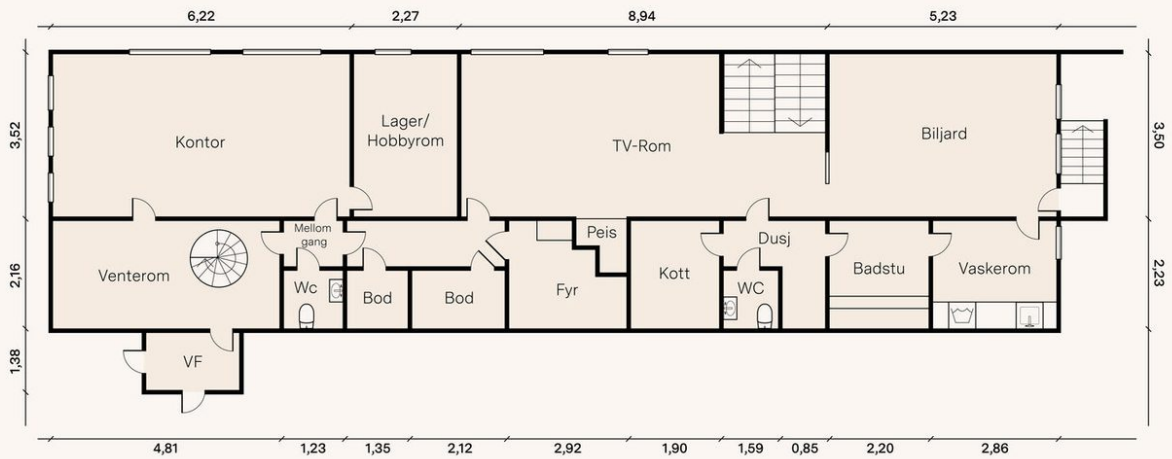 6,22
2,27
8,94
5,23
3,52
Kontor
Lager/
Hobbyrom
TV-Rom
Biljard
3,50
2,16
Venterom
Mellom
gang
Wc
Bod
Bod
Fyr
Peis
Kott
Dusj
WC
Badstu
Vaskerom
2,23
1,38
VF
4,81
1,23
1,35
2,12
2,92
1,90
1,59
0,85
2,20
2,86